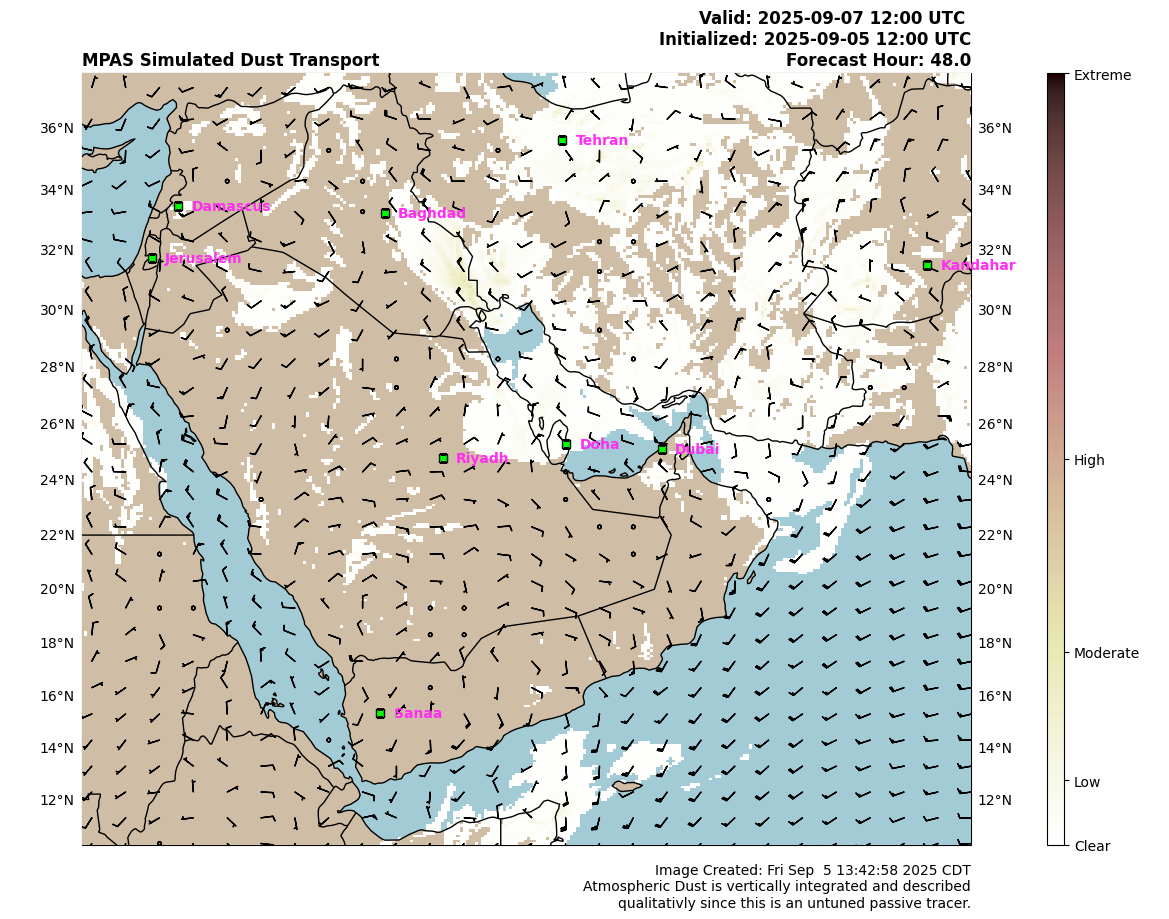 Valid: 2025-09-07 12:00 UTC
Initialized: 2025-09-05 12:00 UTC
MPAS Simulated Dust Transport
Forecast Hour: 48.0
Extreme
High
Moderate
Low
Clear
36°N
34°N
32°N
30°N
28°N
26°N
24°N
22°N
20°N
18°N
16°N
14°N
12°N
36°N
34°N
32°N
30°N
28°N
26°N
24°N
22°N
20°N
18°N
16°N
14°N
12°N
Tehran
Damascus
Baghdad
Jerusalem
Kandahar
Doha
Dubai
Riyadh
Sanaa
Image Created: Fri Sep  5 13:42:58 2025 CDT
Atmospheric Dust is vertically integrated and described
qualitativly since this is an untuned passive tracer.